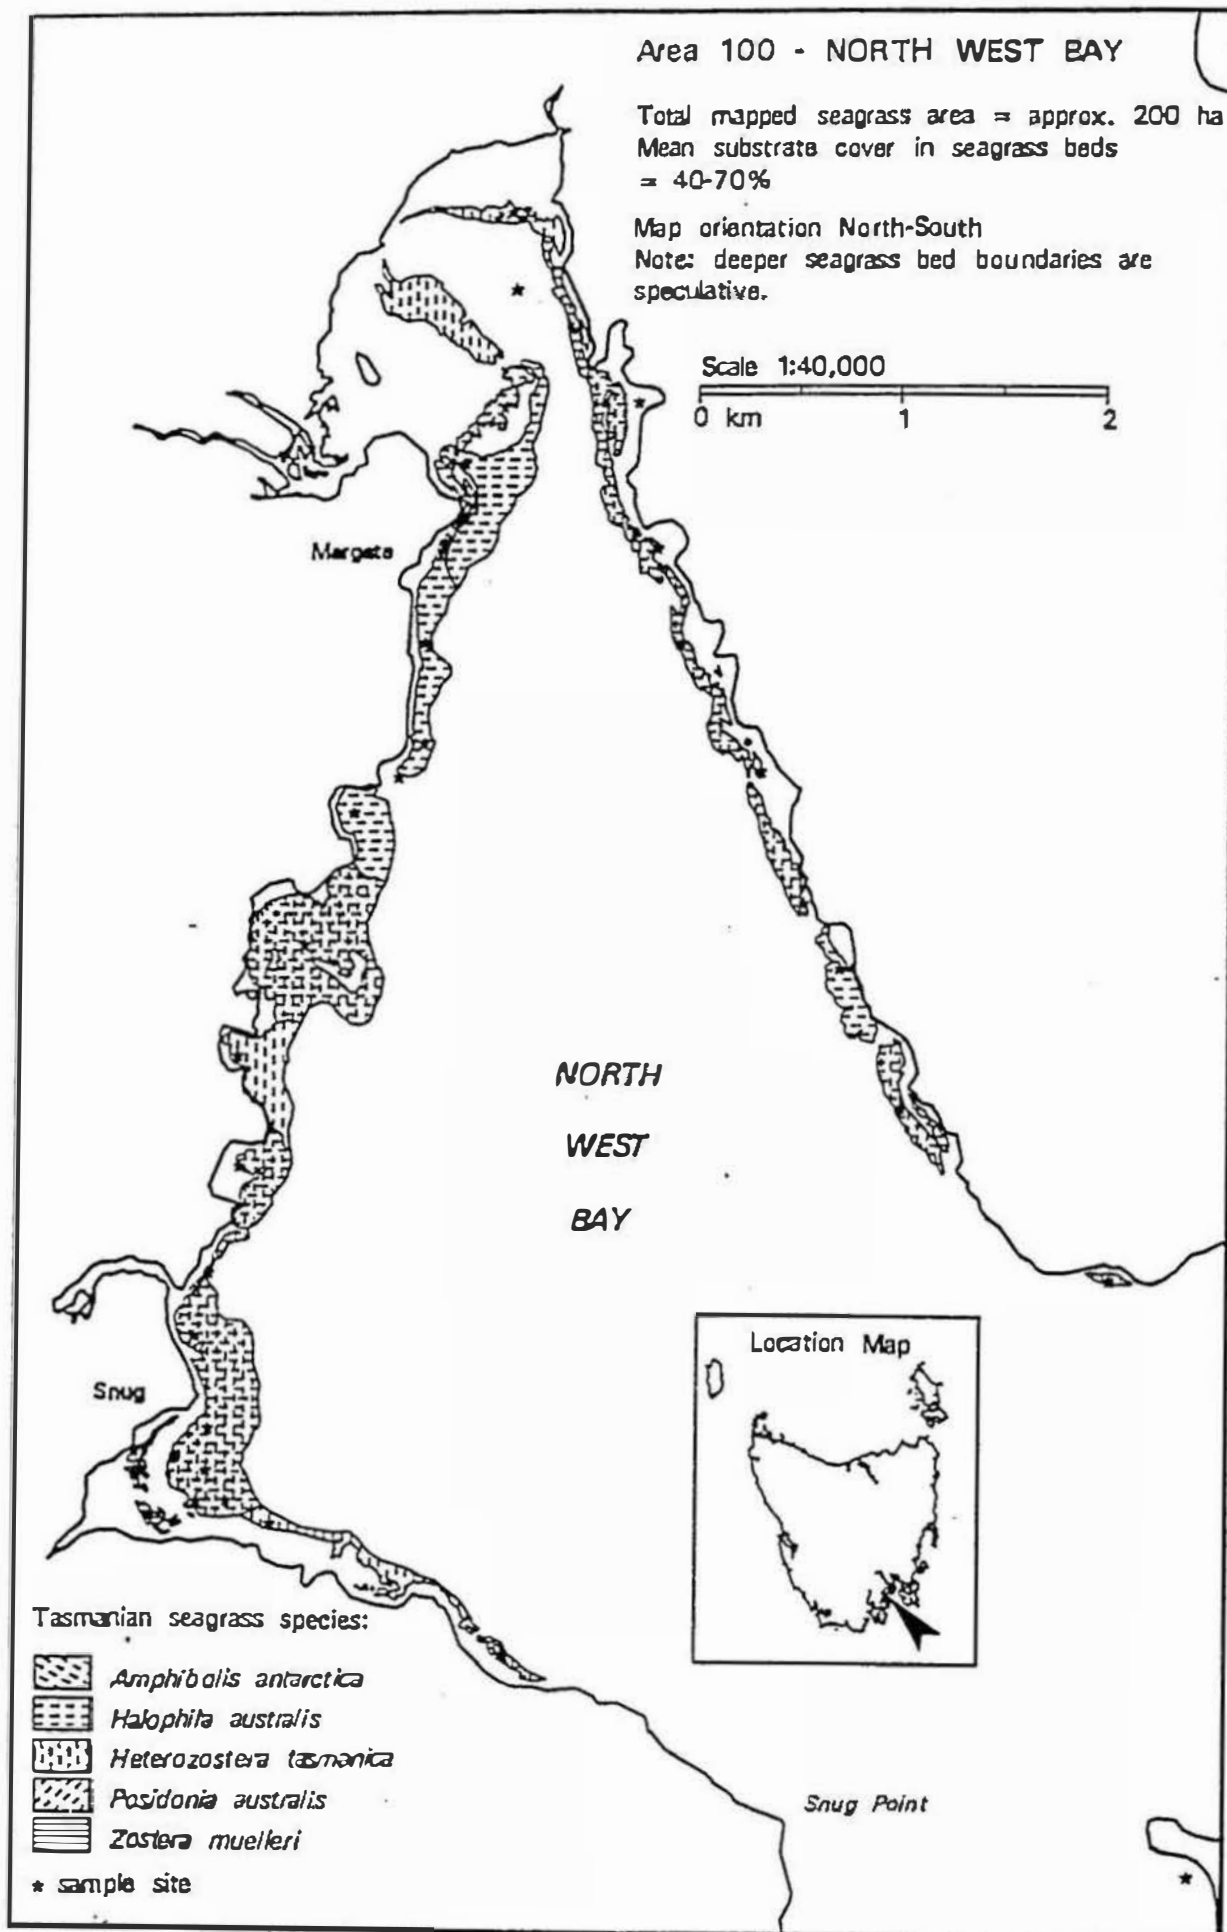 Area 100 - NORTH WEST BAY
Total mapped seagrass area = approx. 200 ha
Mean substrate cover in seagrass beds
= 40-70%
Map orientation North-South
Note: deeper seagrass bed boundaries are
speculative.
Scale 1:40,000
0 km 1 2
Margate
NORTH
WEST
BAY
Location Map
Snug
Tasmanian seagrass species:
Amphibolis antarctica
Halophila australis
Heterozostera tasmanica
Posidonia australis
Zostera muelleri
* sample site
Snug Point